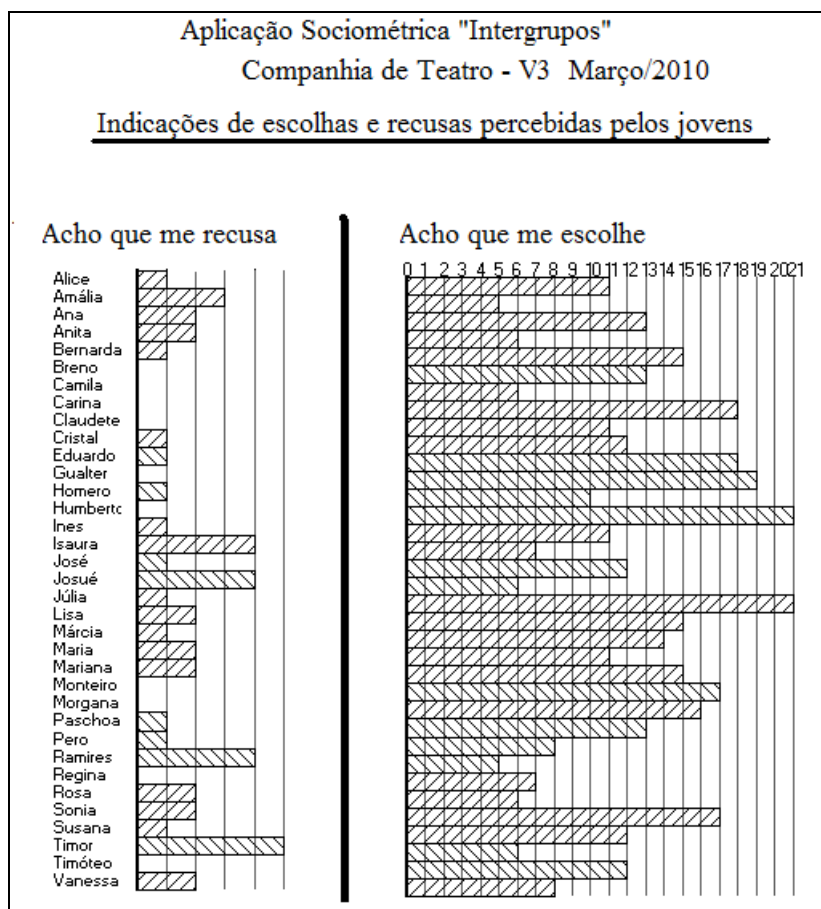 Aplicação Sociométrica "Intergrupos"
Companhia de Teatro - V3 Março/2010
Indicações de escolhas e recusas percebidas pelos jovens
Acho que me recusa
Acho que me escolhe
0 1 2 3 4 5 6 7 8 9 10 11 12 13 14 15 16 17 18 19 20 21
Alice
Amália
Ana
Anita
Bernarda
Breno
Camila
Carina
Claudete
Cristal
Eduardo
Gualter
Homero
Humberto
Ines
Isaura
José
Josué
Júlia
Lisa
Márcia
Maria
Mariana
Monteiro
Morgana
Paschoa
Pero
Ramires
Regina
Rosa
Sonia
Susana
Timor
Timóteo
Vanessa